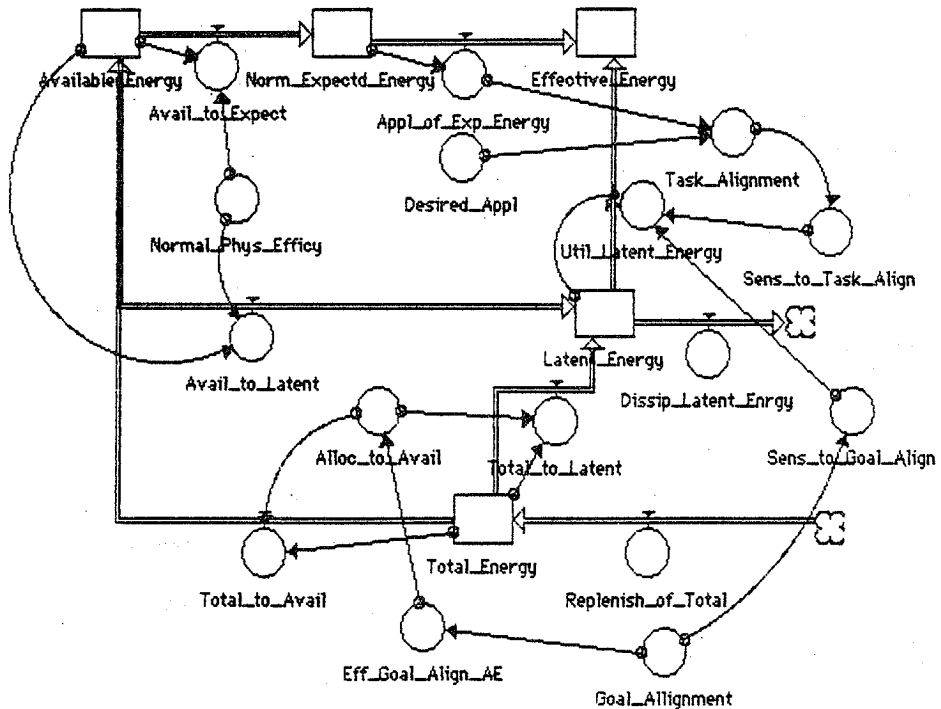 Available_Energy
Norm_Expectd_Energy
Effective_Energy
Avail_to_Expect
Appl_of_Exp_Energy
Task_Alignment
Desired_Appl
Normal_Phys_Efficy
Util_Latent_Energy
Sens_to_Task_Align
Latent_Energy
Avail_to_Latent
Dissip_Latent_Enrgy
Alloc_to_Avail
Total_to_Latent
Sens_to_Goal_Align
Total_Energy
Total_to_Avail
Replenish_of_Total
Eff_Goal_Align_AE
Goal_Allignment